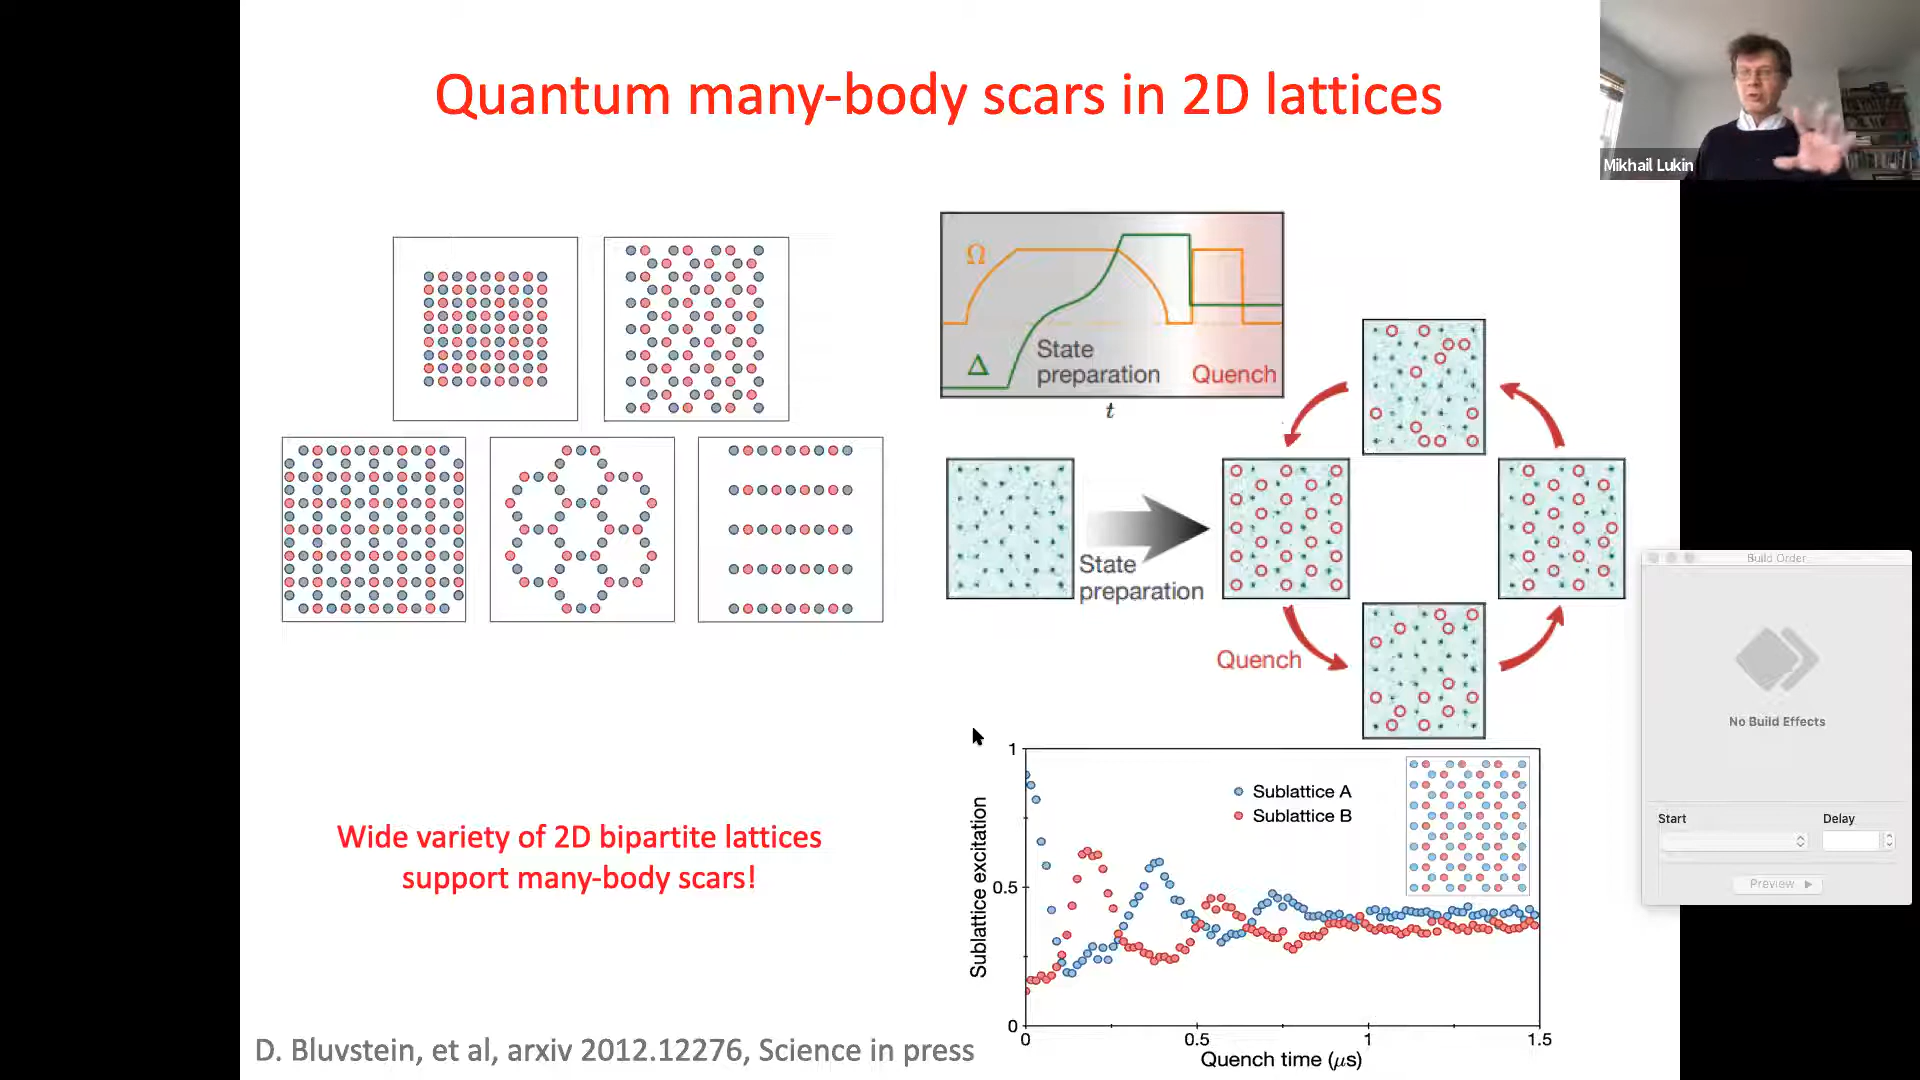 Quantum many-body scars in 2D lattices
Mikhail Lukin
Ω
Δ
State
preparation
Quench
t
State
preparation
Quench
Build Order
No Build Effects
Start
Delay
Preview
Wide variety of 2D bipartite lattices
support many-body scars!
Sublattice A
Sublattice B
Sublattice excitation
1
0.5
0
0
0.5
1
1.5
Quench time (μs)
D. Bluvstein, et al, arxiv 2012.12276, Science in press